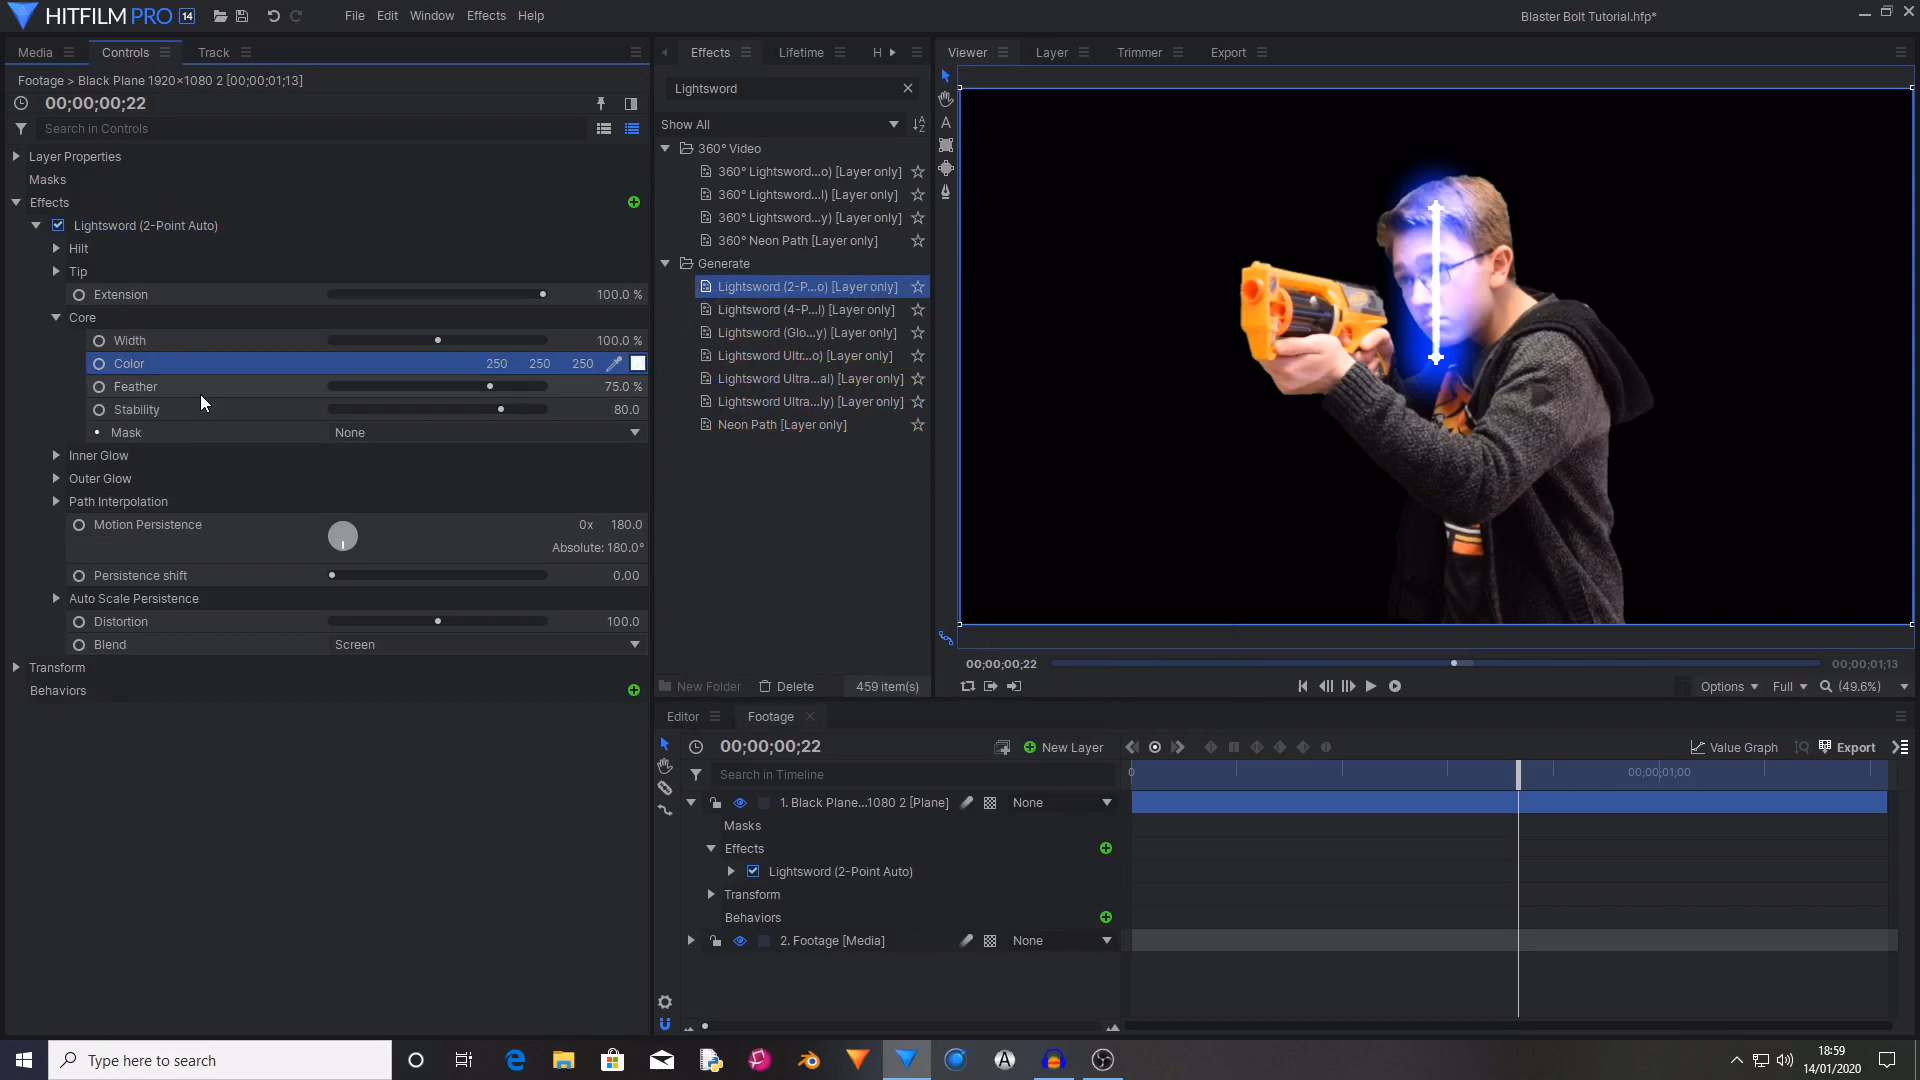 HITFILM PRO 14
File Edit Window Effects Help
Blaster Bolt Tutorial.hfp*
Media Controls Track
Footage > Black Plane 1920×1080 2 [00;00;01;13]
00;00;00;22
Search in Controls
Layer Properties
Masks
Effects
Lightsword (2-Point Auto)
Hilt
Tip
Extension 100.0 %
Core
Width 100.0 %
Color 250 250 250
Feather 75.0 %
Stability 80.0
Mask None
Inner Glow
Outer Glow
Path Interpolation
Motion Persistence 0x 180.0
Absolute: 180.0°
Persistence shift 0.00
Auto Scale Persistence
Distortion 100.0
Blend Screen
Transform
Behaviors
Effects Lifetime H
Lightsword
Show All
360° Video
360° Lightsword...o) [Layer only]
360° Lightsword...l) [Layer only]
360° Lightsword...y) [Layer only]
360° Neon Path [Layer only]
Generate
Lightsword (2-P...o) [Layer only]
Lightsword (4-P...l) [Layer only]
Lightsword (Glo...y) [Layer only]
Lightsword Ultr...o) [Layer only]
Lightsword Ultra...al) [Layer only]
Lightsword Ultra...ly) [Layer only]
Neon Path [Layer only]
New Folder Delete 459 item(s)
Viewer Layer Trimmer Export
A
00;00;00;22 00;00;01;13
Options Full (49.6%)
Editor Footage
00;00;00;22 New Layer Value Graph Export
Search in Timeline
0 00;00;01;00
1. Black Plane...1080 2 [Plane] None
Masks
Effects
Lightsword (2-Point Auto)
Transform
Behaviors
2. Footage [Media] None
Type here to search
18:59
14/01/2020